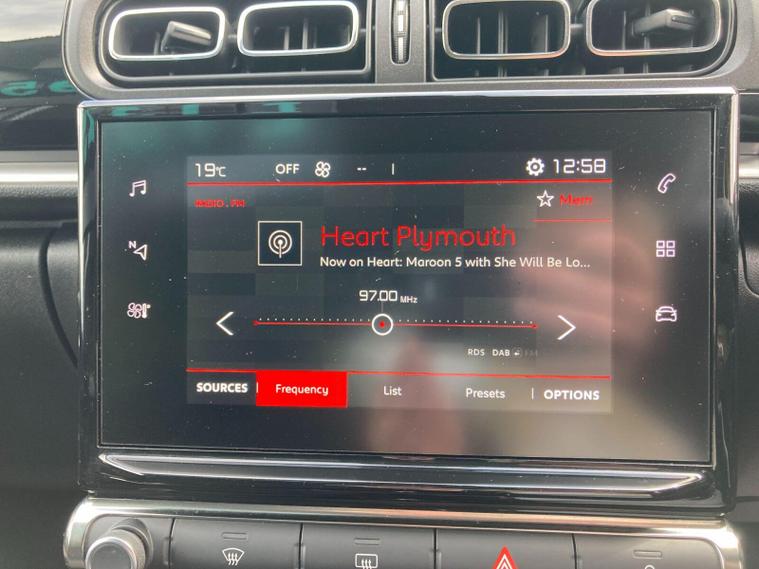 19°C OFF -- 12:58
RADIO . FM
Mem
Heart Plymouth
Now on Heart: Maroon 5 with She Will Be Lo...
97.00 MHz
N
RDS DAB FM
SOURCES Frequency List Presets OPTIONS